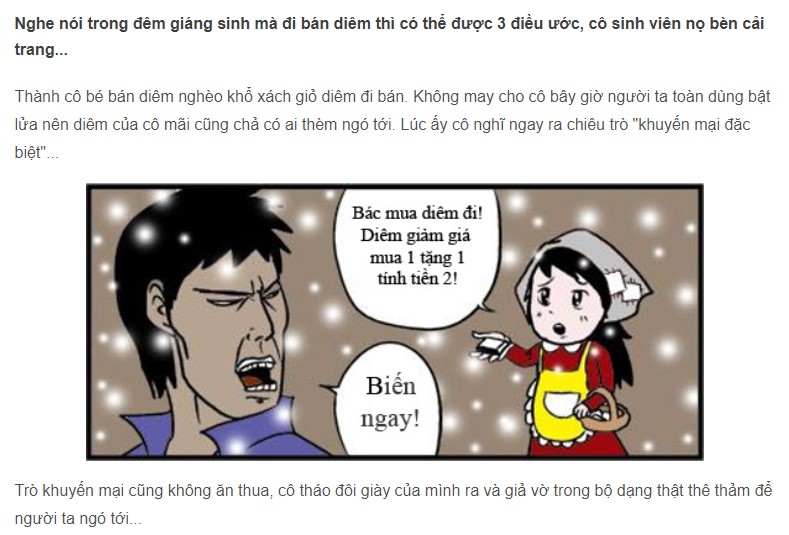 Nghe nói trong đêm giáng sinh mà đi bán diêm thì có thể được 3 điều ước, cô sinh viên nọ bèn cải
trang...
Thành cô bé bán diêm nghèo khổ xách giỏ diêm đi bán. Không may cho cô bây giờ người ta toàn dùng bật
lửa nên diêm của cô mãi cũng chả có ai thèm ngó tới. Lúc ấy cô nghĩ ngay ra chiêu trò "khuyến mại đặc
biệt"...
Bác mua diêm đi!
Diêm giảm giá
mua 1 tặng 1
tính tiền 2!
Biến
ngay!
Trò khuyến mại cũng không ăn thua, cô tháo đôi giày của mình ra và giả vờ trong bộ dạng thật thê thảm để
người ta ngó tới...